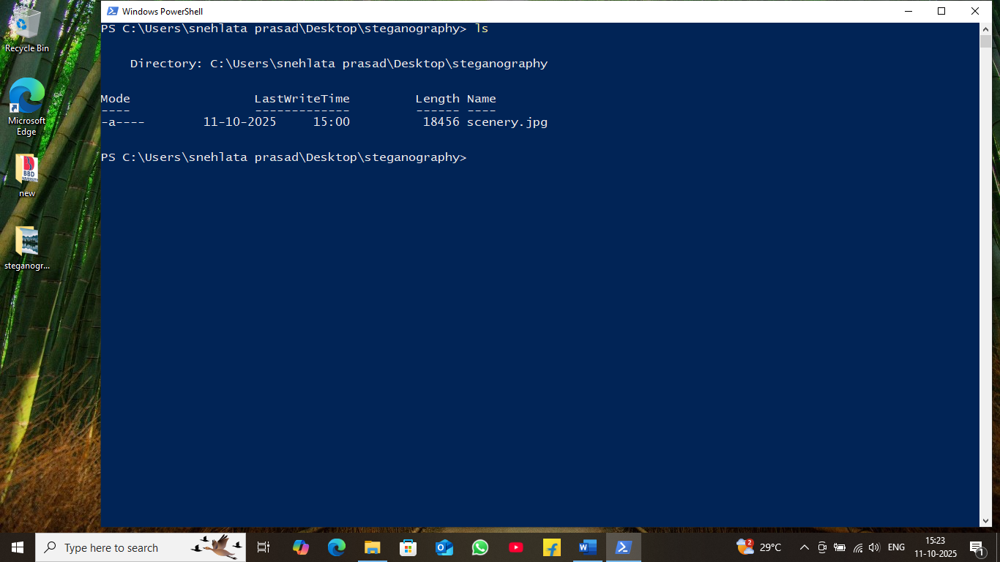 Windows PowerShell
PS C:\Users\snehlata prasad\Desktop\steganography> ls
Directory: C:\Users\snehlata prasad\Desktop\steganography
Mode LastWriteTime Length Name
---- ------------- ------ ----
-a---- 11-10-2025 15:00 18456 scenery.jpg
PS C:\Users\snehlata prasad\Desktop\steganography>
Recycle Bin
Microsoft
Edge
BBD
new
steganogr...
Type here to search
2
29°C
ENG
15:23
11-10-2025
1